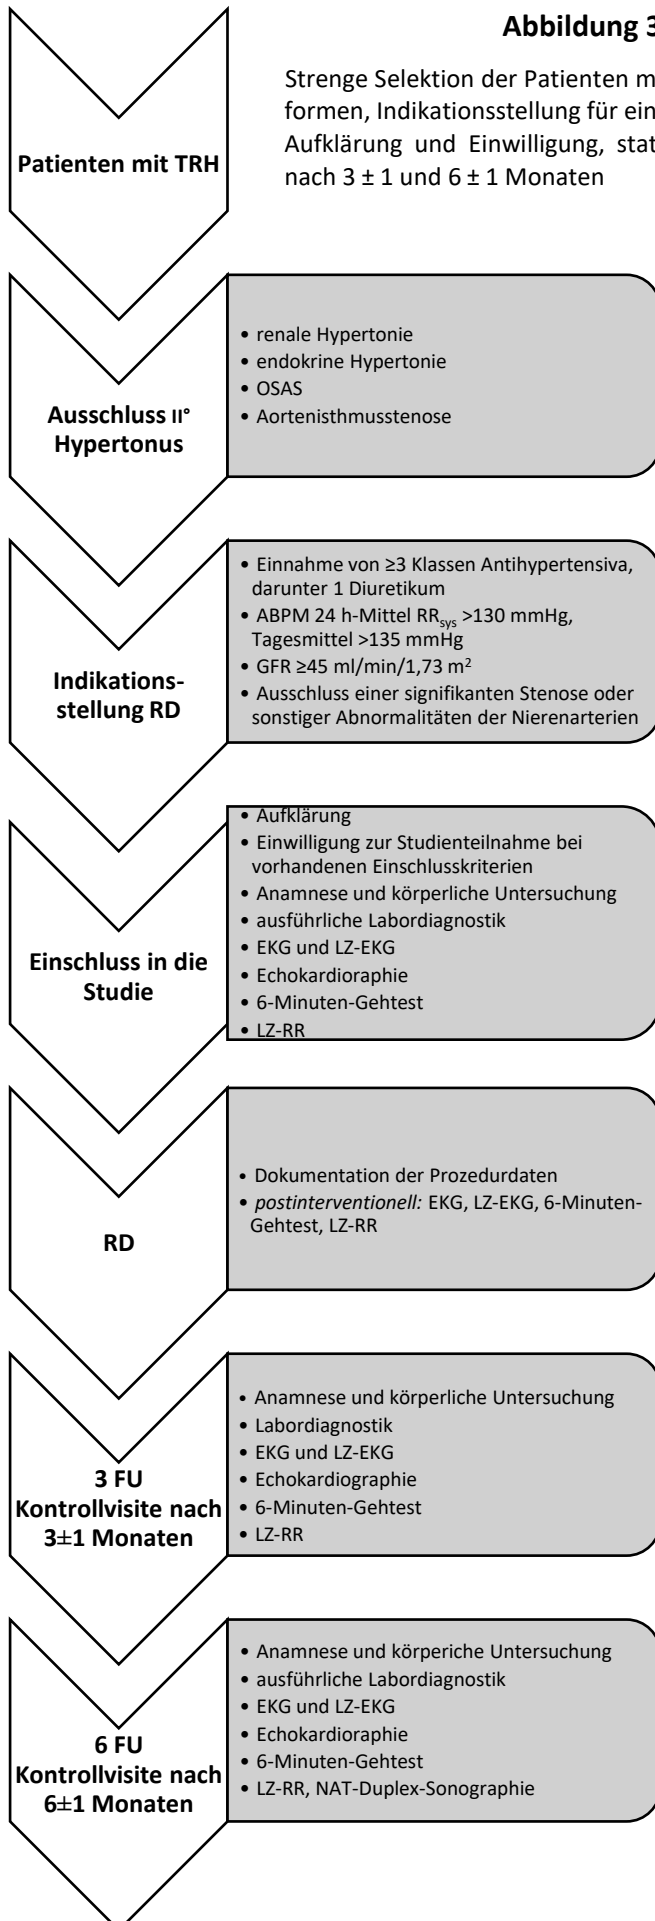 Abbildung 3
Strenge Selektion der Patienten m
formen, Indikationsstellung für ein
Aufklärung und Einwilligung, stat
nach 3 ± 1 und 6 ± 1 Monaten
Patienten mit TRH
Ausschluss II°
Hypertonus
• renale Hypertonie
• endokrine Hypertonie
• OSAS
• Aortenisthmusstenose
Indikations-
stellung RD
• Einnahme von ≥3 Klassen Antihypertensiva,
darunter 1 Diuretikum
• ABPM 24 h-Mittel RRsys >130 mmHg,
Tagesmittel >135 mmHg
• GFR ≥45 ml/min/1,73 m²
• Ausschluss einer signifikanten Stenose oder
sonstiger Abnormalitäten der Nierenarterien
Einschluss in die
Studie
• Aufklärung
• Einwilligung zur Studienteilnahme bei
vorhandenen Einschlusskriterien
• Anamnese und körperliche Untersuchung
• ausführliche Labordiagnostik
• EKG und LZ-EKG
• Echokardioraphie
• 6-Minuten-Gehtest
• LZ-RR
RD
• Dokumentation der Prozedurdaten
• postinterventionell: EKG, LZ-EKG, 6-Minuten-
Gehtest, LZ-RR
3 FU
Kontrollvisite nach
3±1 Monaten
• Anamnese und körperliche Untersuchung
• Labordiagnostik
• EKG und LZ-EKG
• Echokardiographie
• 6-Minuten-Gehtest
• LZ-RR
6 FU
Kontrollvisite nach
6±1 Monaten
• Anamnese und körperiche Untersuchung
• ausführliche Labordiagnostik
• EKG und LZ-EKG
• Echokardioraphie
• 6-Minuten-Gehtest
• LZ-RR, NAT-Duplex-Sonographie